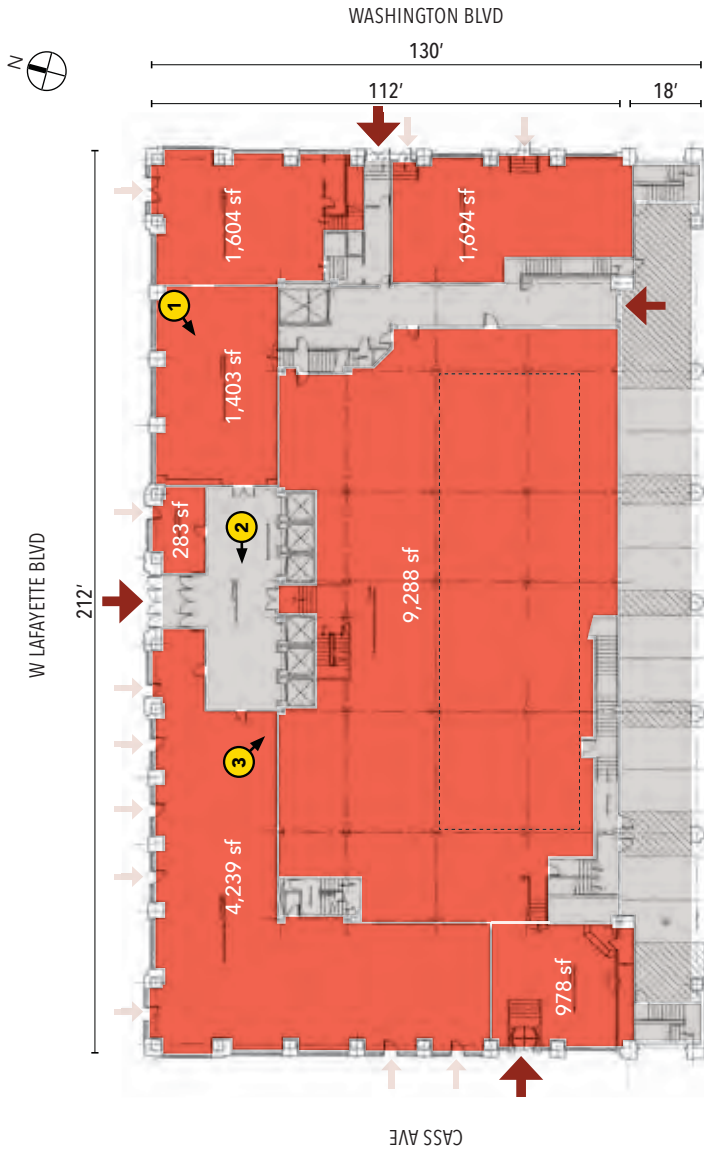 WASHINGTON BLVD
N
130'
112'
18'
W LAFAYETTE BLVD
212'
1,604 sf
1,694 sf
1
1,403 sf
283 sf
2
9,288 sf
3
4,239 sf
978 sf
CASS AVE